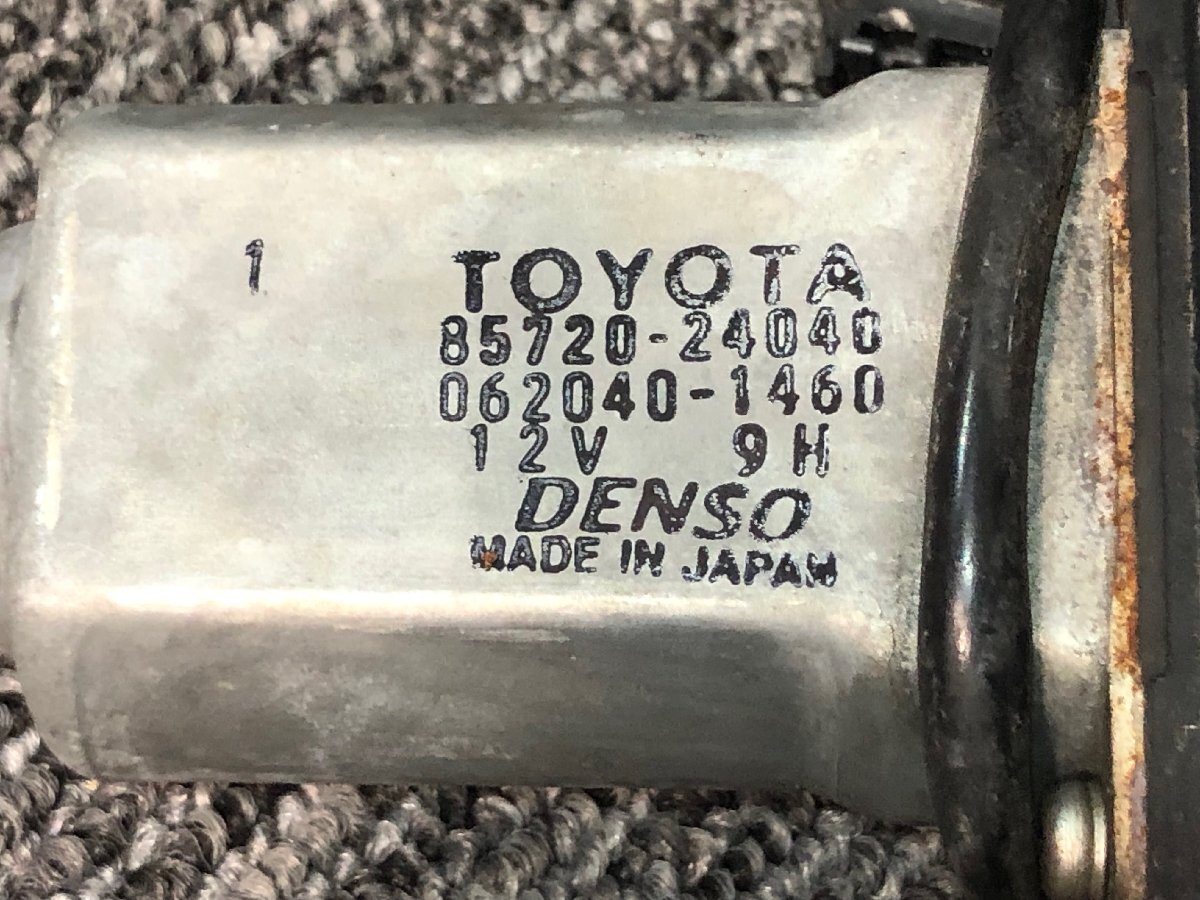 1
TOYOTA
85720-24040
062040-1460
12V 9H
DENSO
MADE IN JAPAN